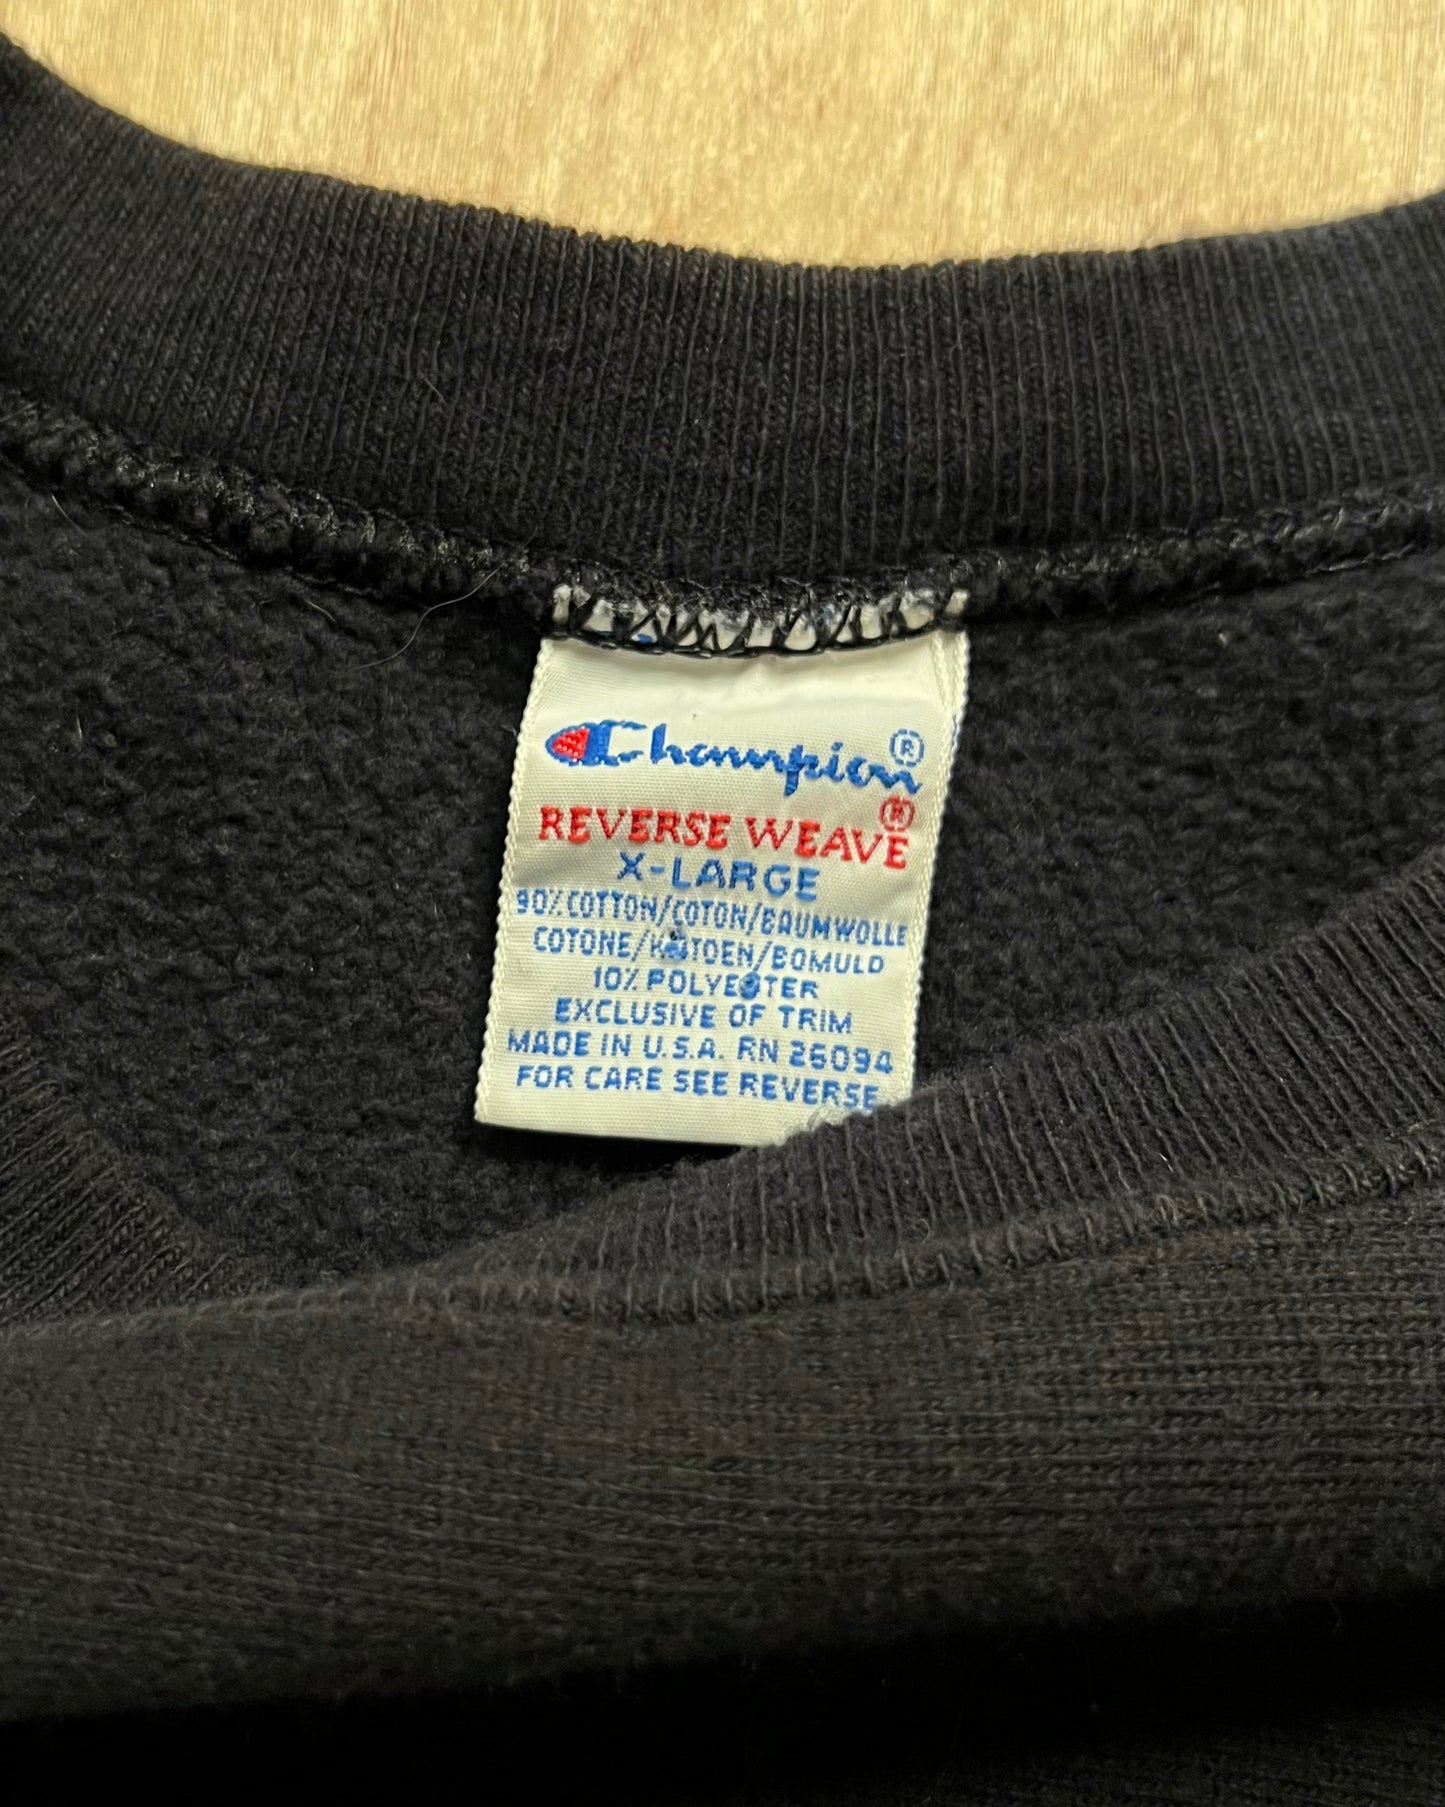 Champion®
REVERSE WEAVE®
X-LARGE
90% COTTON/COTON/BAUMWOLLE
COTONE/KATOEN/BOMULD
10% POLYESTER
EXCLUSIVE OF TRIM
MADE IN U.S.A. RN 26094
FOR CARE SEE REVERSE